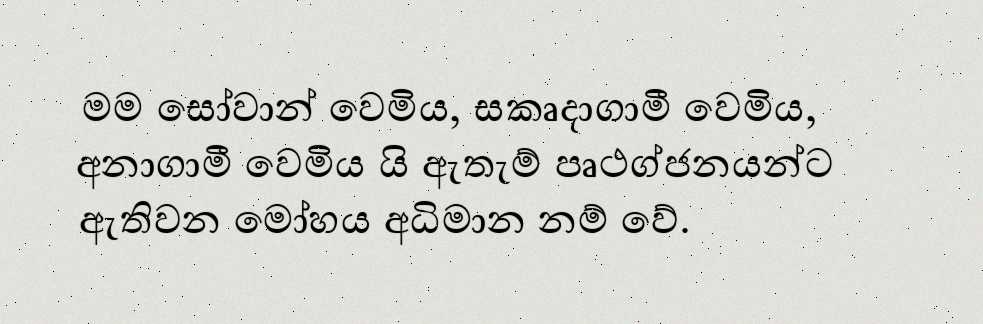 මම සෝවාන් වෙමිය, සකෘදාගාමී වෙමිය,
අනාගාමී වෙමිය යි ඇතැම් පෘථග්ජනයන්ට
ඇතිවන මෝහය අධිමාන නම් වේ.